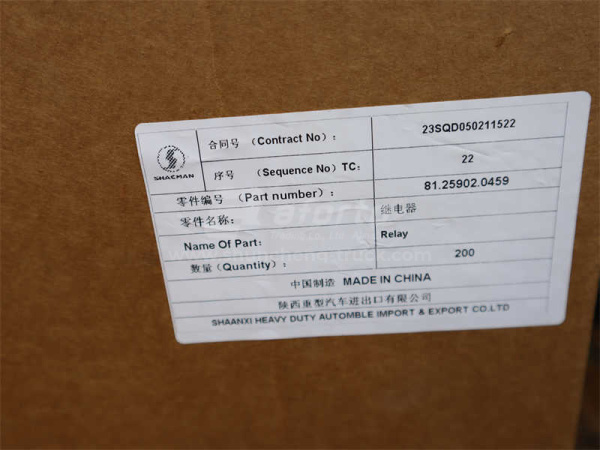 合同号 (Contract No): 23SQD050211522
SHACMAN
序号 (Sequence No) TC: 22
零件编号 (Part number): 81.25902.0459
零件名称: 继电器
Name Of Part: Relay
数量 (Quantity): 200
中国制造 MADE IN CHINA
陕西重型汽车进出口有限公司
SHAANXI HEAVY DUTY AUTOMBLE IMPORT & EXPORT CO.LTD